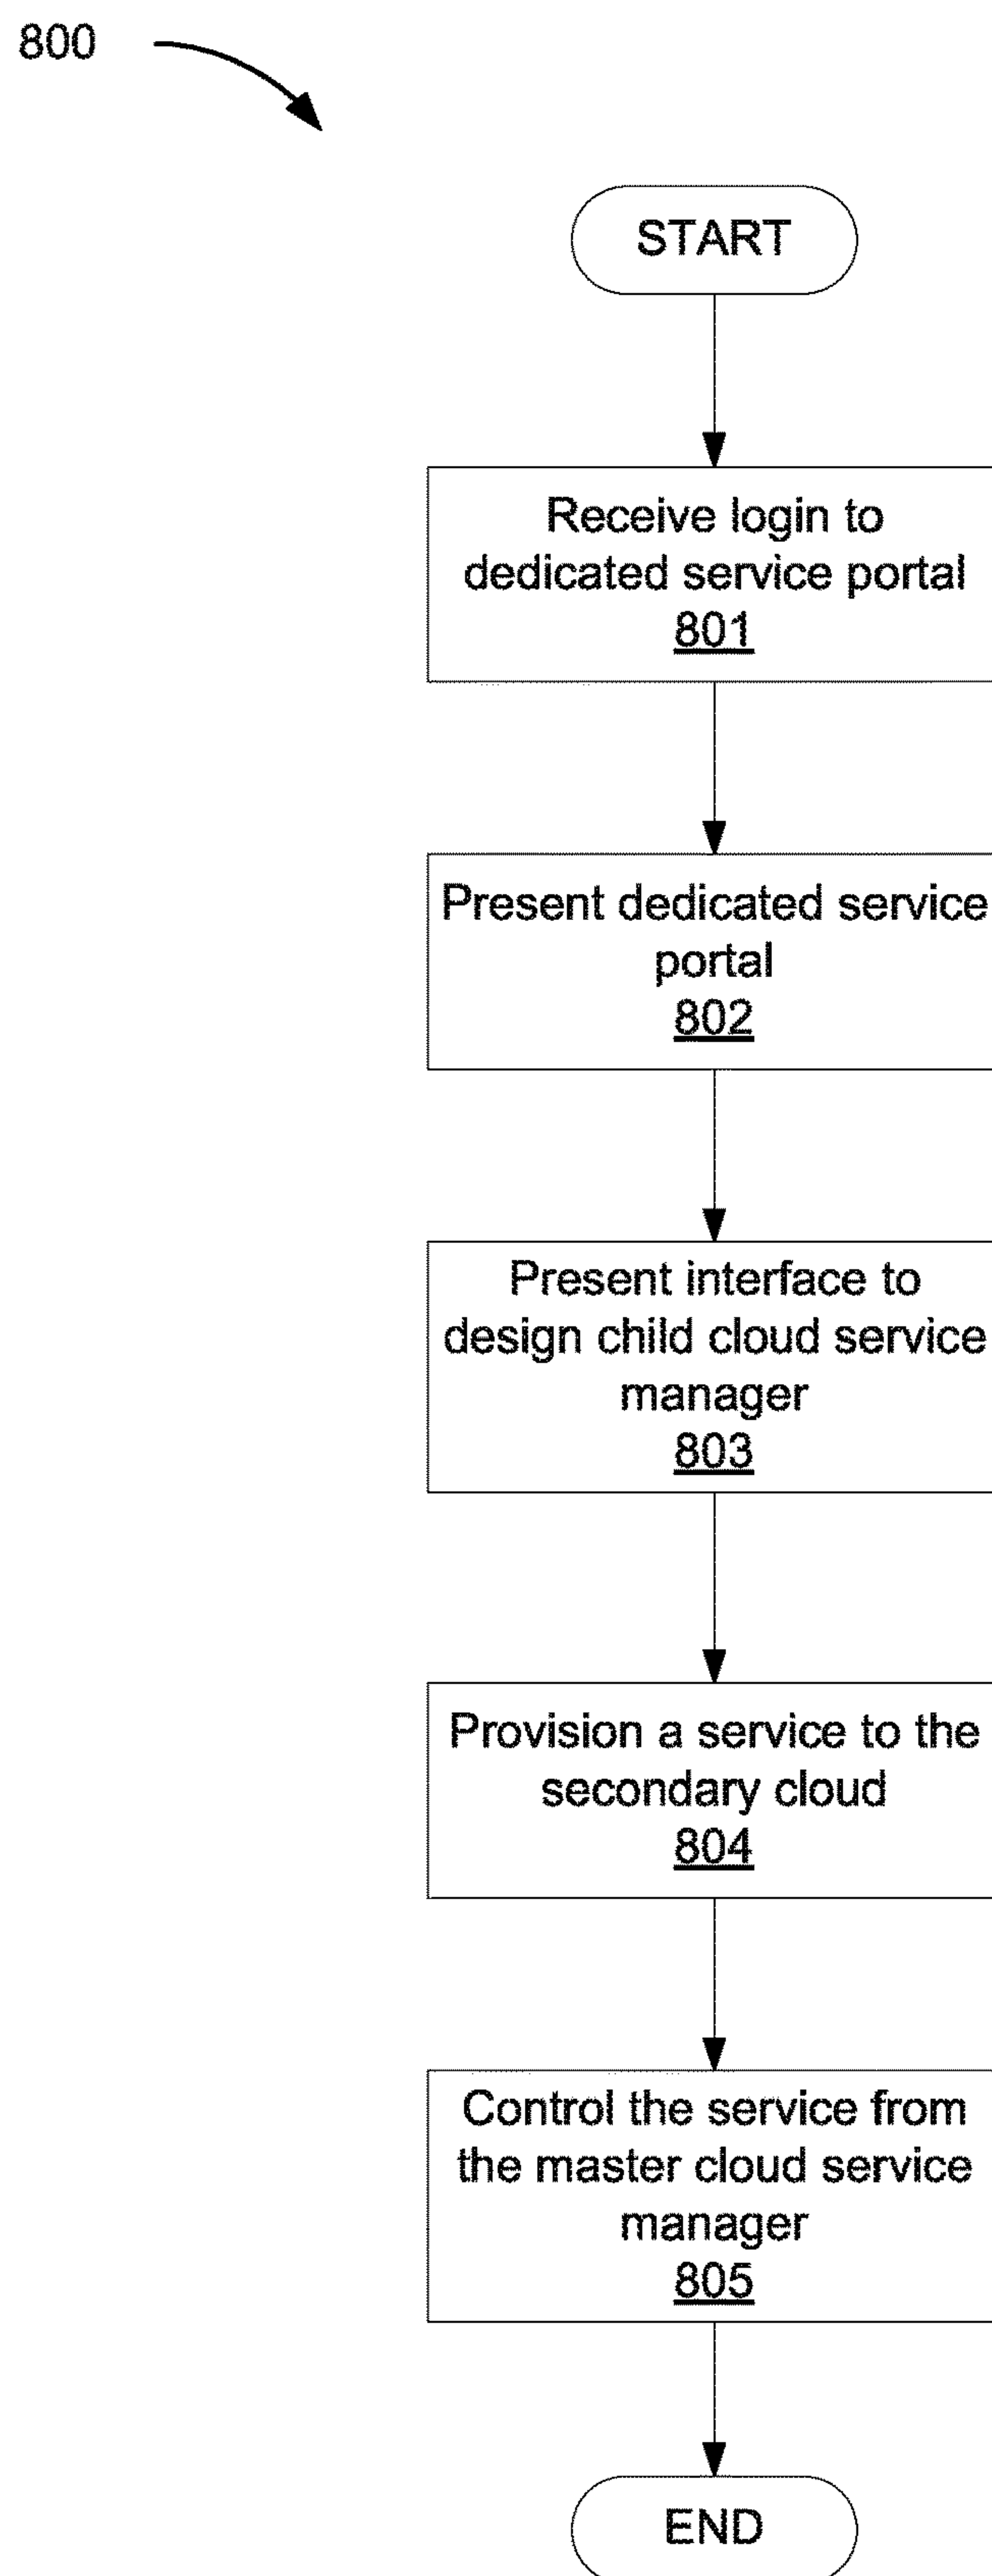 800
START
Receive login to
dedicated service portal
801
Present dedicated service
portal
802
Present interface to
design child cloud service
manager
803
Provision a service to the
secondary cloud
804
Control the service from
the master cloud service
manager
805
END